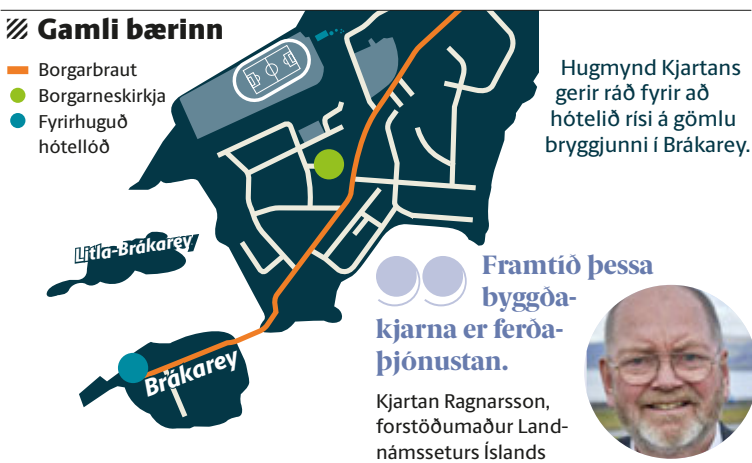 Gamli bærinn
Borgarbraut
Borgarneskirkja
Fyrirhuguð
hótellóð
Hugmynd Kjartans
gerir ráð fyrir að
hótelið rísi á gömlu
bryggjunni í Brákarey.
Litla-Brákarey
Brákarey
Framtíð þessa
byggða-
kjarna er ferða-
þjónustan.
Kjartan Ragnarsson,
forstöðumaður Land-
námsseturs Íslands